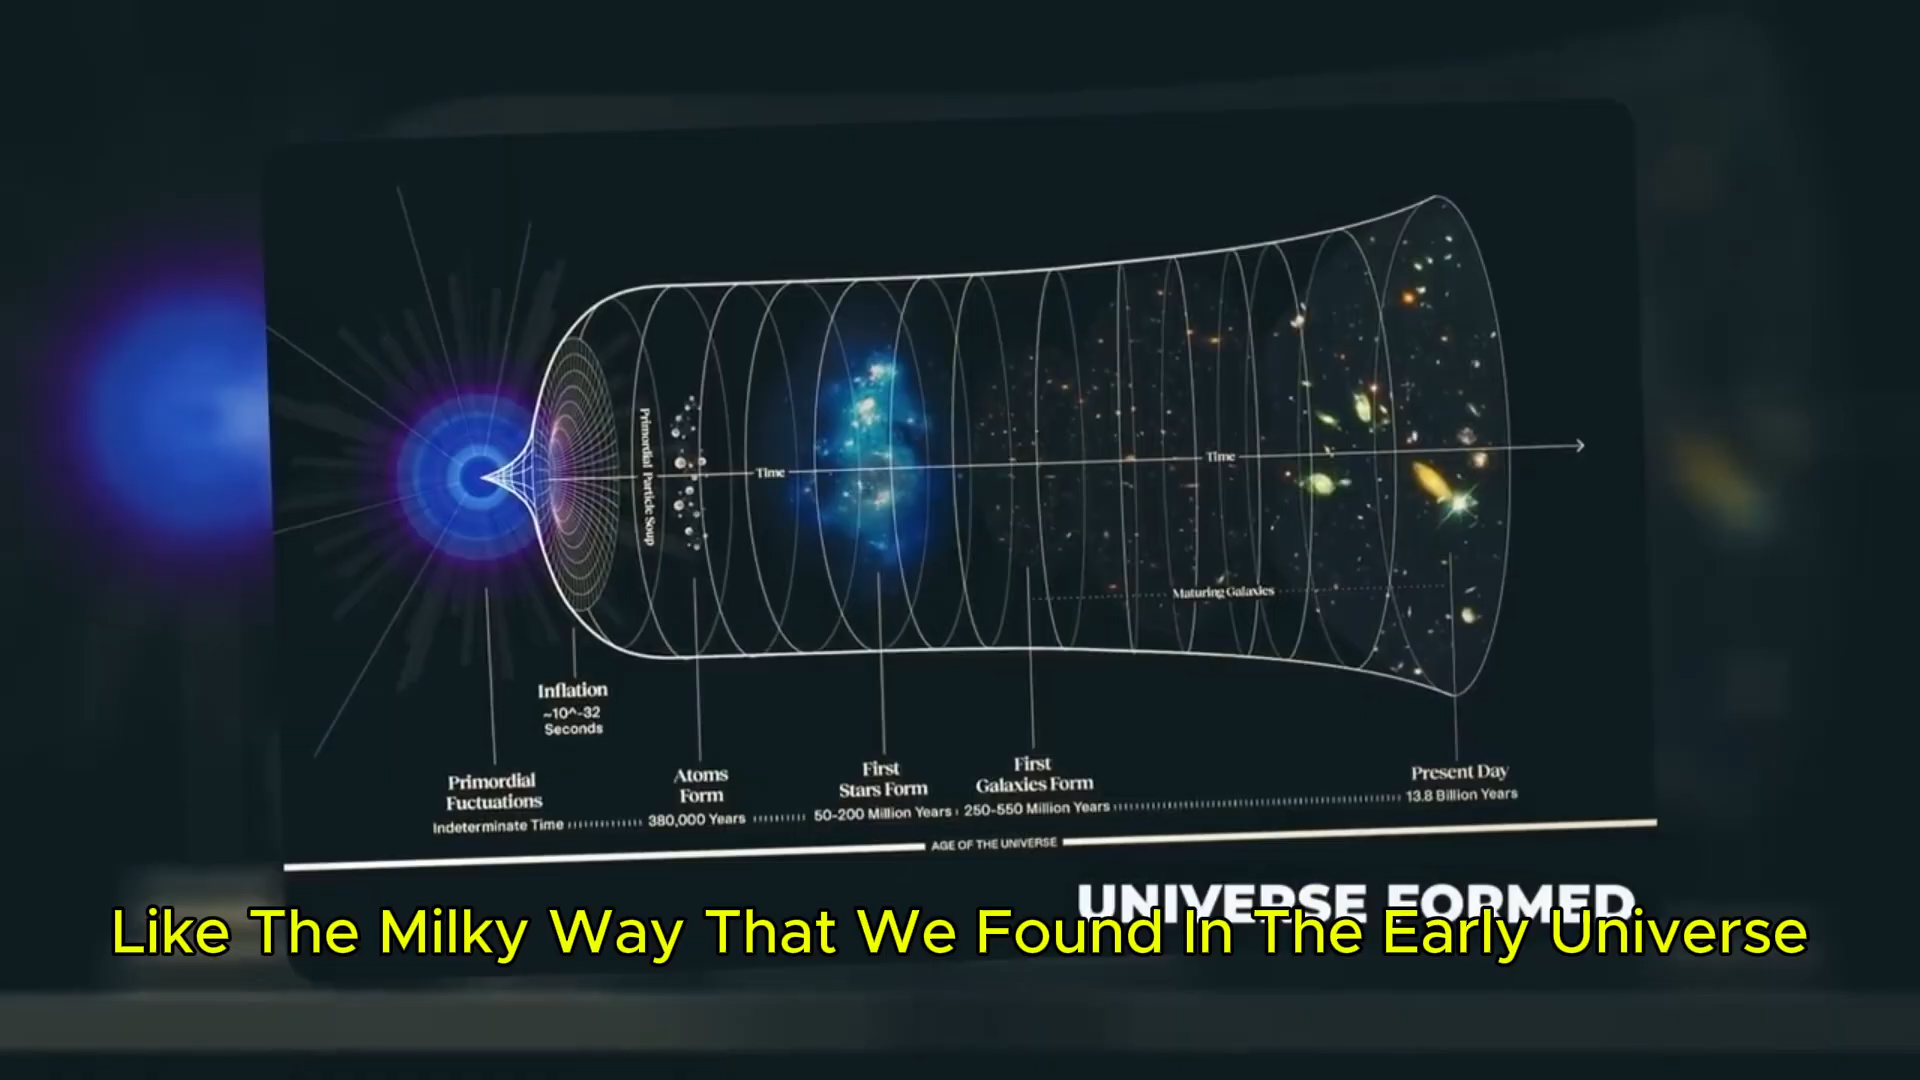 Primordial Particle Soup
Time
Time
Maturing Galaxies
Inflation
~10^-32
Seconds
Primordial
Fuctuations
Indeterminate Time
Atoms
Form
380,000 Years
First
Stars Form
50-200 Million Years
First
Galaxies Form
250-550 Million Years
Present Day
13.8 Billion Years
AGE OF THE UNIVERSE
UNIVERSE FORMED
Like The Milky Way That We Found In The Early Universe